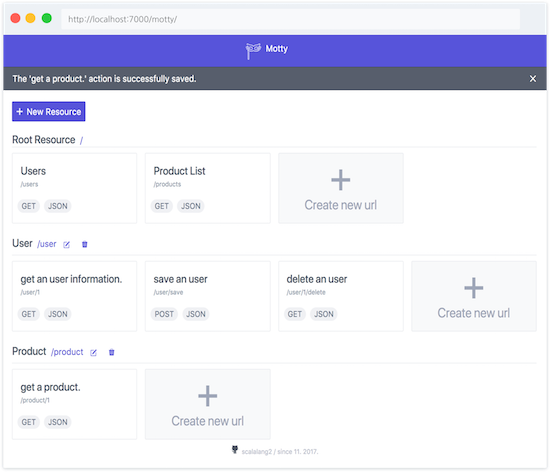 http://localhost:7000/motty/
Motty
The 'get a product.' action is successfully saved.
+ New Resource
Root Resource /
Users
/users
GET JSON
Product List
/products
GET JSON
Create new url
User /user
get an user information.
/user/1
GET JSON
save an user
/user/save
POST JSON
delete an user
/user/1/delete
GET JSON
Create new url
Product /product
get a product.
/product/1
GET JSON
Create new url
scalalang2 / since 11. 2017.